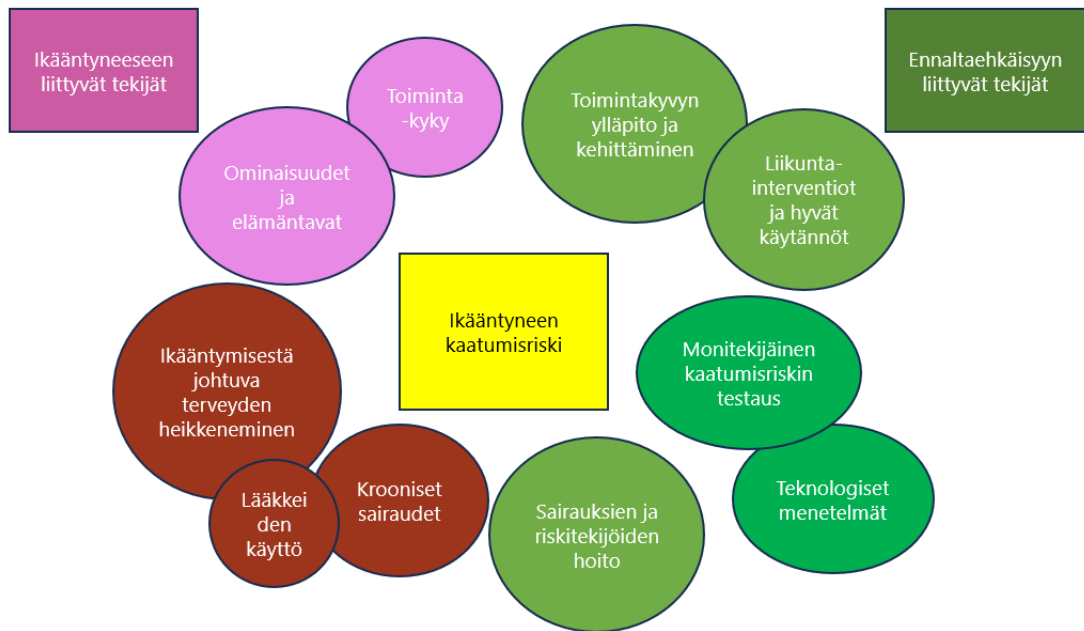 Ikääntyneeseen
liittyvät tekijät
Toiminta
-kyky
Ominaisuudet
ja
elämäntavat
Toimintakyvyn
ylläpito ja
kehittäminen
Liikunta-
interventiot
ja hyvät
käytännöt
Ennaltaehkäisyyn
liittyvät tekijät
Ikääntyneen
kaatumisriski
Ikääntymisestä
johtuva
terveyden
heikkeneminen
Lääkkei
den
käyttö
Krooniset
sairaudet
Sairauksien ja
riskitekijöiden
hoito
Monitekijäinen
kaatumisriskin
testaus
Teknologiset
menetelmät